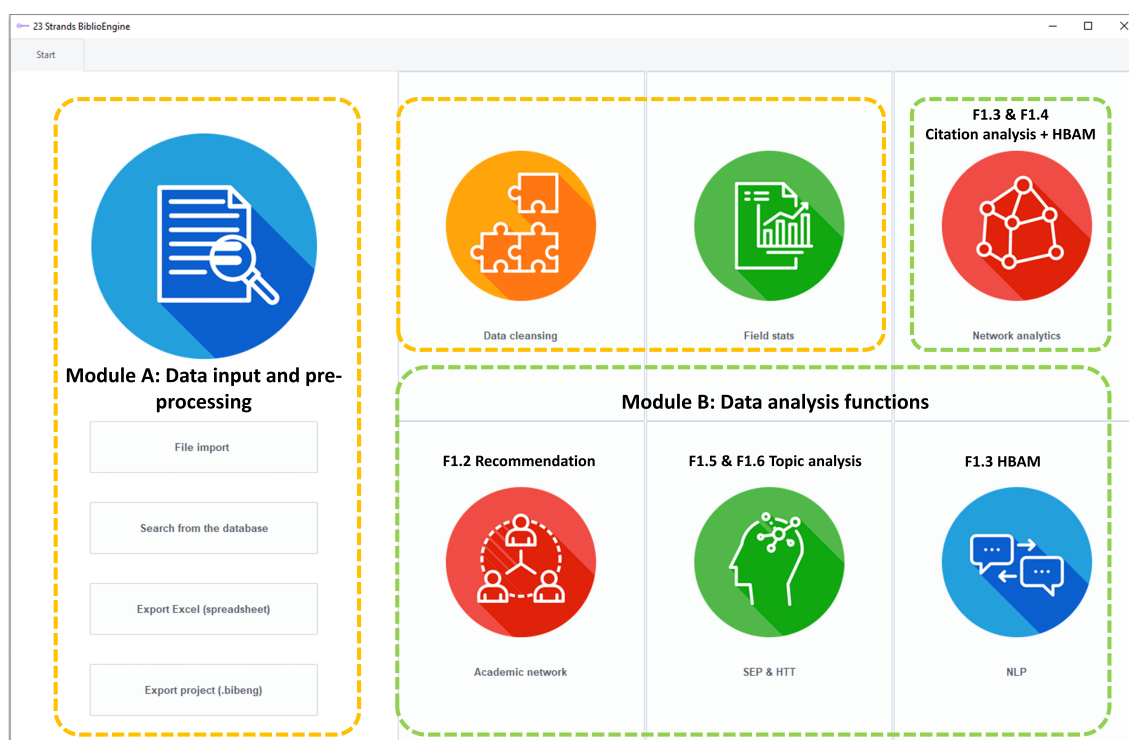 23 Strands BiblioEngine
Start
Module A: Data input and pre-
processing
File import
Search from the database
Export Excel (spreadsheet)
Export project (.bibeng)
Data cleansing
Field stats
F1.3 & F1.4
Citation analysis + HBAM
Network analytics
Module B: Data analysis functions
F1.2 Recommendation
Academic network
F1.5 & F1.6 Topic analysis
SEP & HTT
F1.3 HBAM
NLP